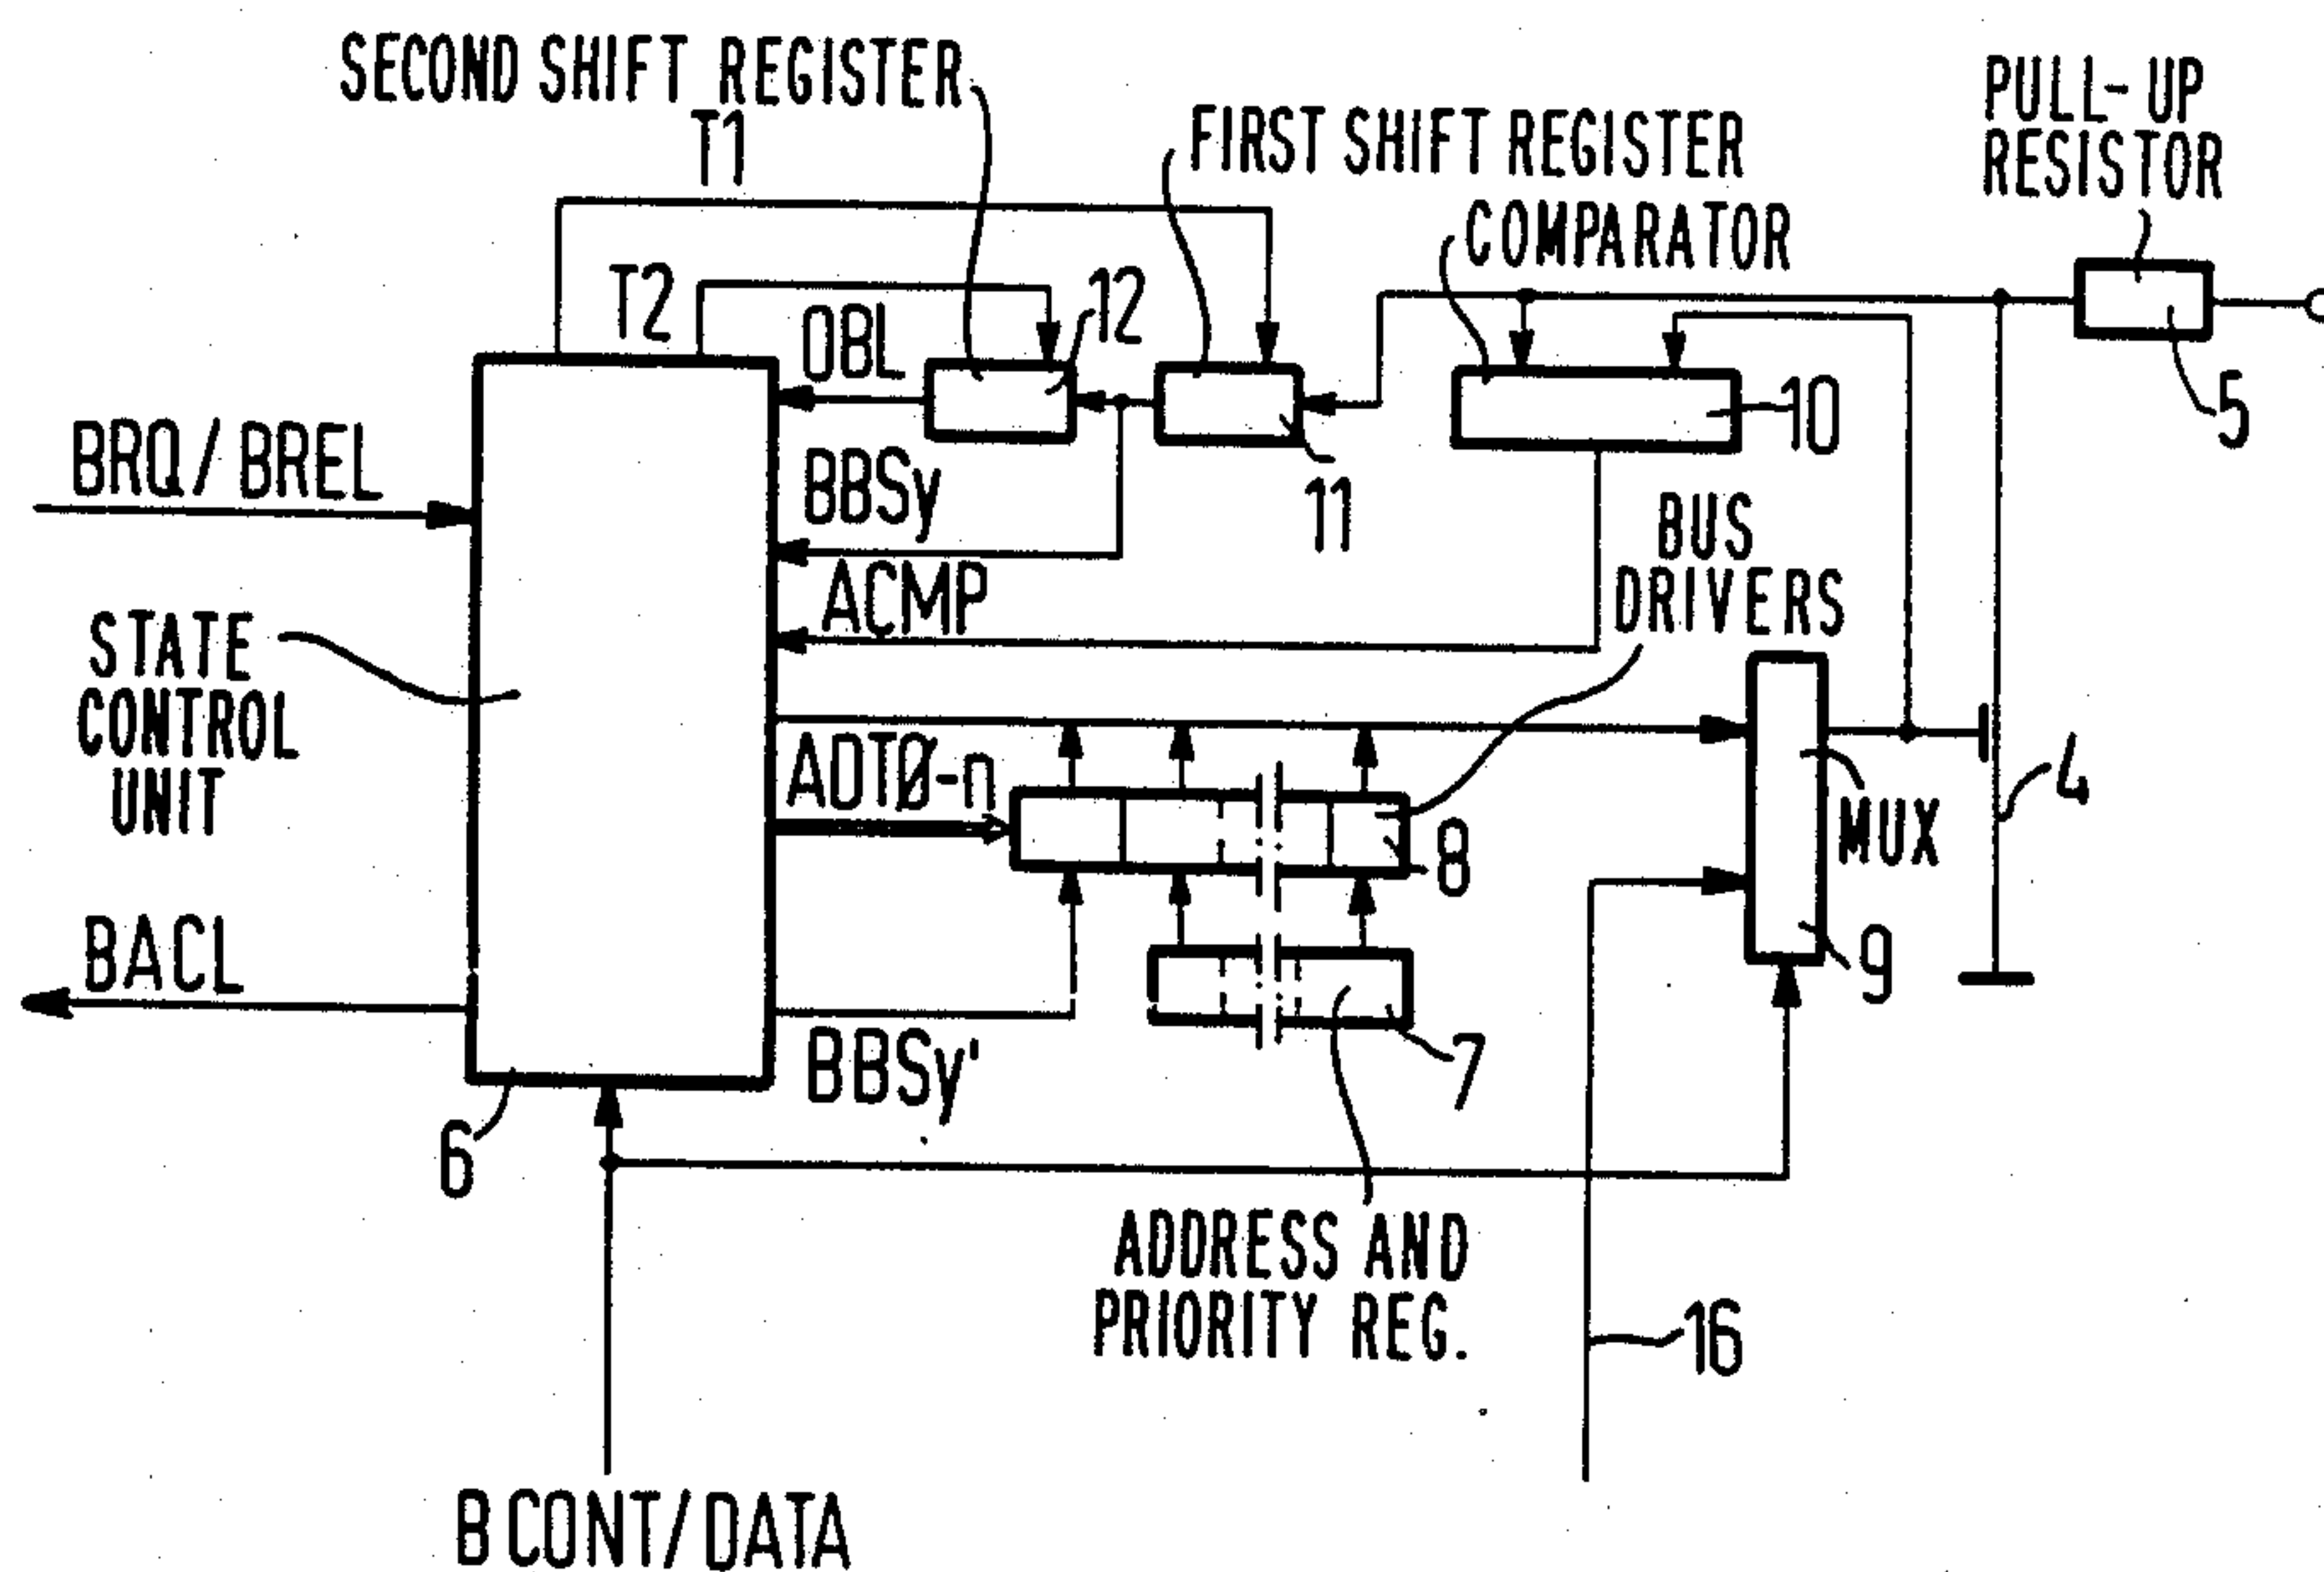 SECOND SHIFT REGISTER
T1
FIRST SHIFT REGISTER
PULL-UP
RESISTOR
COMPARATOR
T2
OBL
12
10
5
BRQ/BREL
BBSy
11
BUS
DRIVERS
ACMP
STATE
CONTROL
UNIT
ADTØ-n
8
MUX
4
BACL
9
BBSy'
7
6
ADDRESS AND
PRIORITY REG.
16
B CONT/DATA